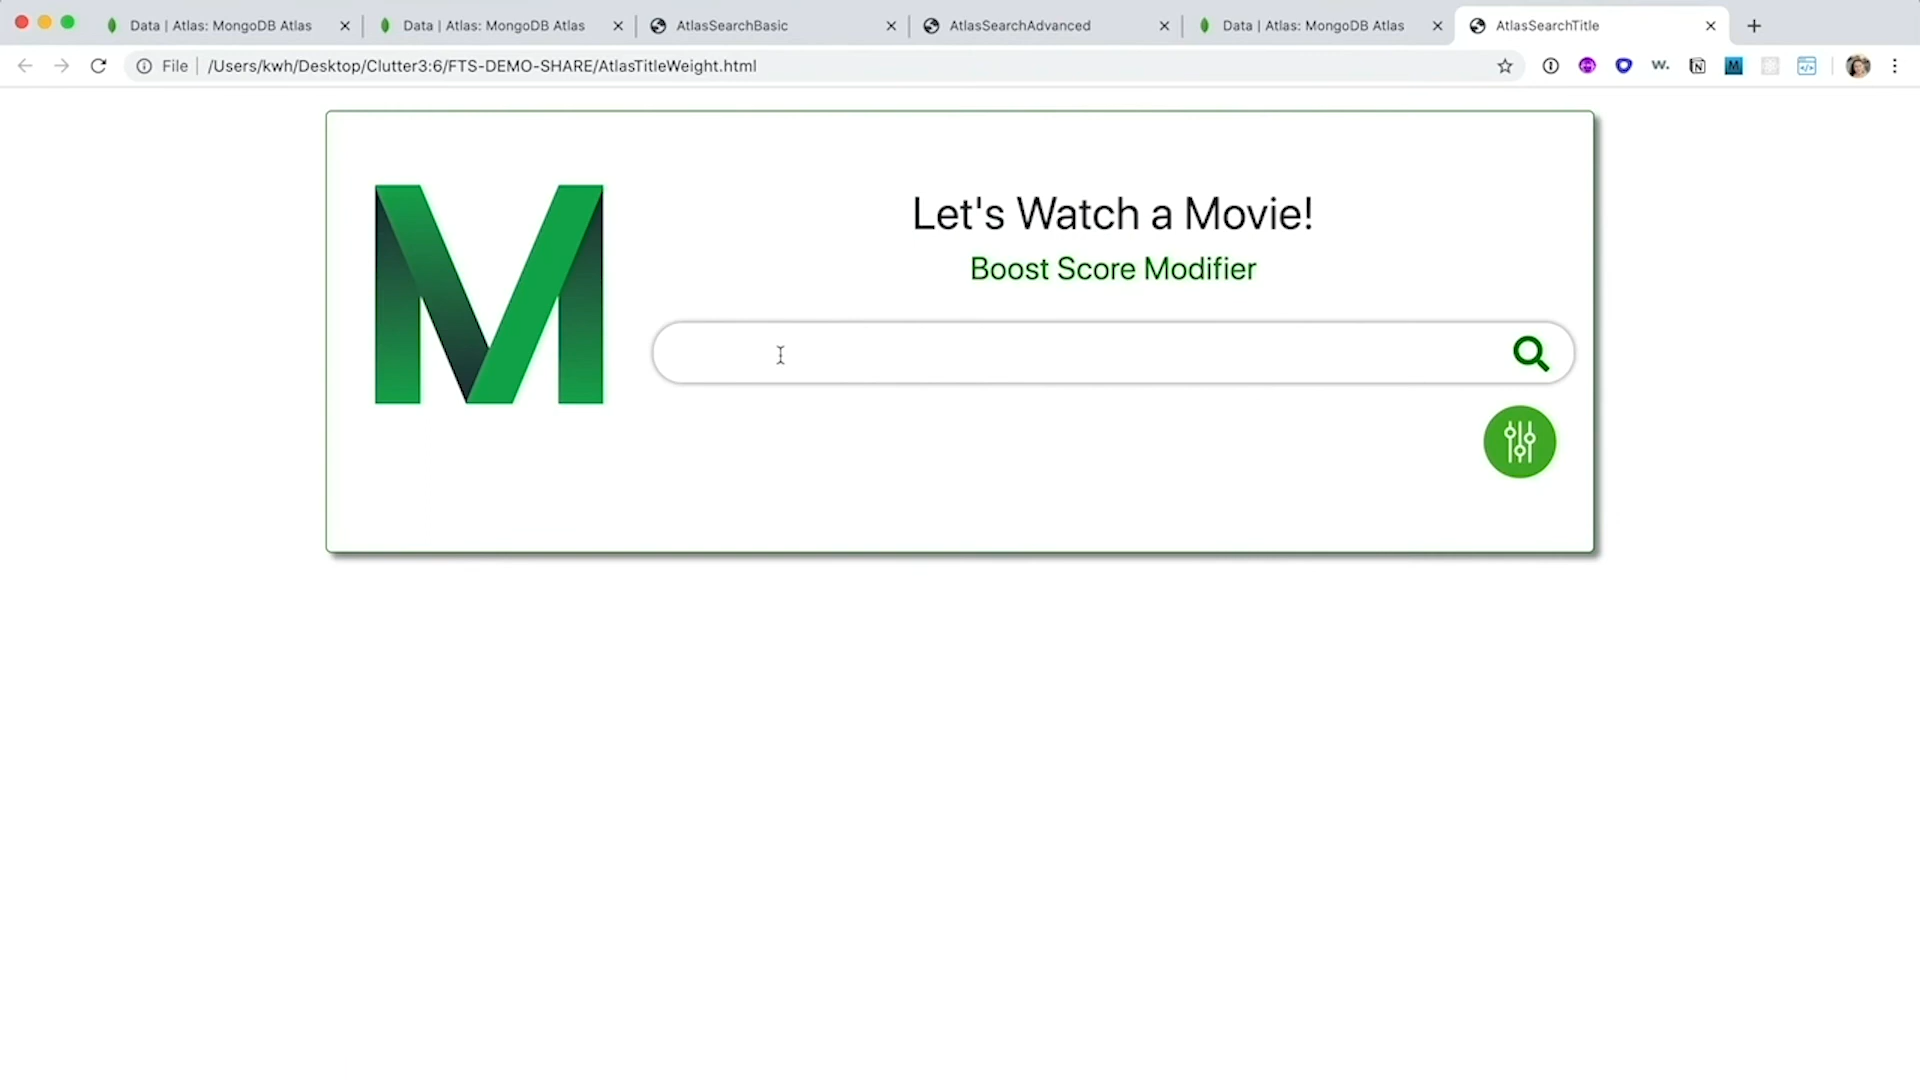 Data | Atlas: MongoDB Atlas
Data | Atlas: MongoDB Atlas
AtlasSearchBasic
AtlasSearchAdvanced
Data | Atlas: MongoDB Atlas
AtlasSearchTitle
File
/Users/kwh/Desktop/Clutter3:6/FTS-DEMO-SHARE/AtlasTitleWeight.html
w.
M
Let's Watch a Movie!
Boost Score Modifier